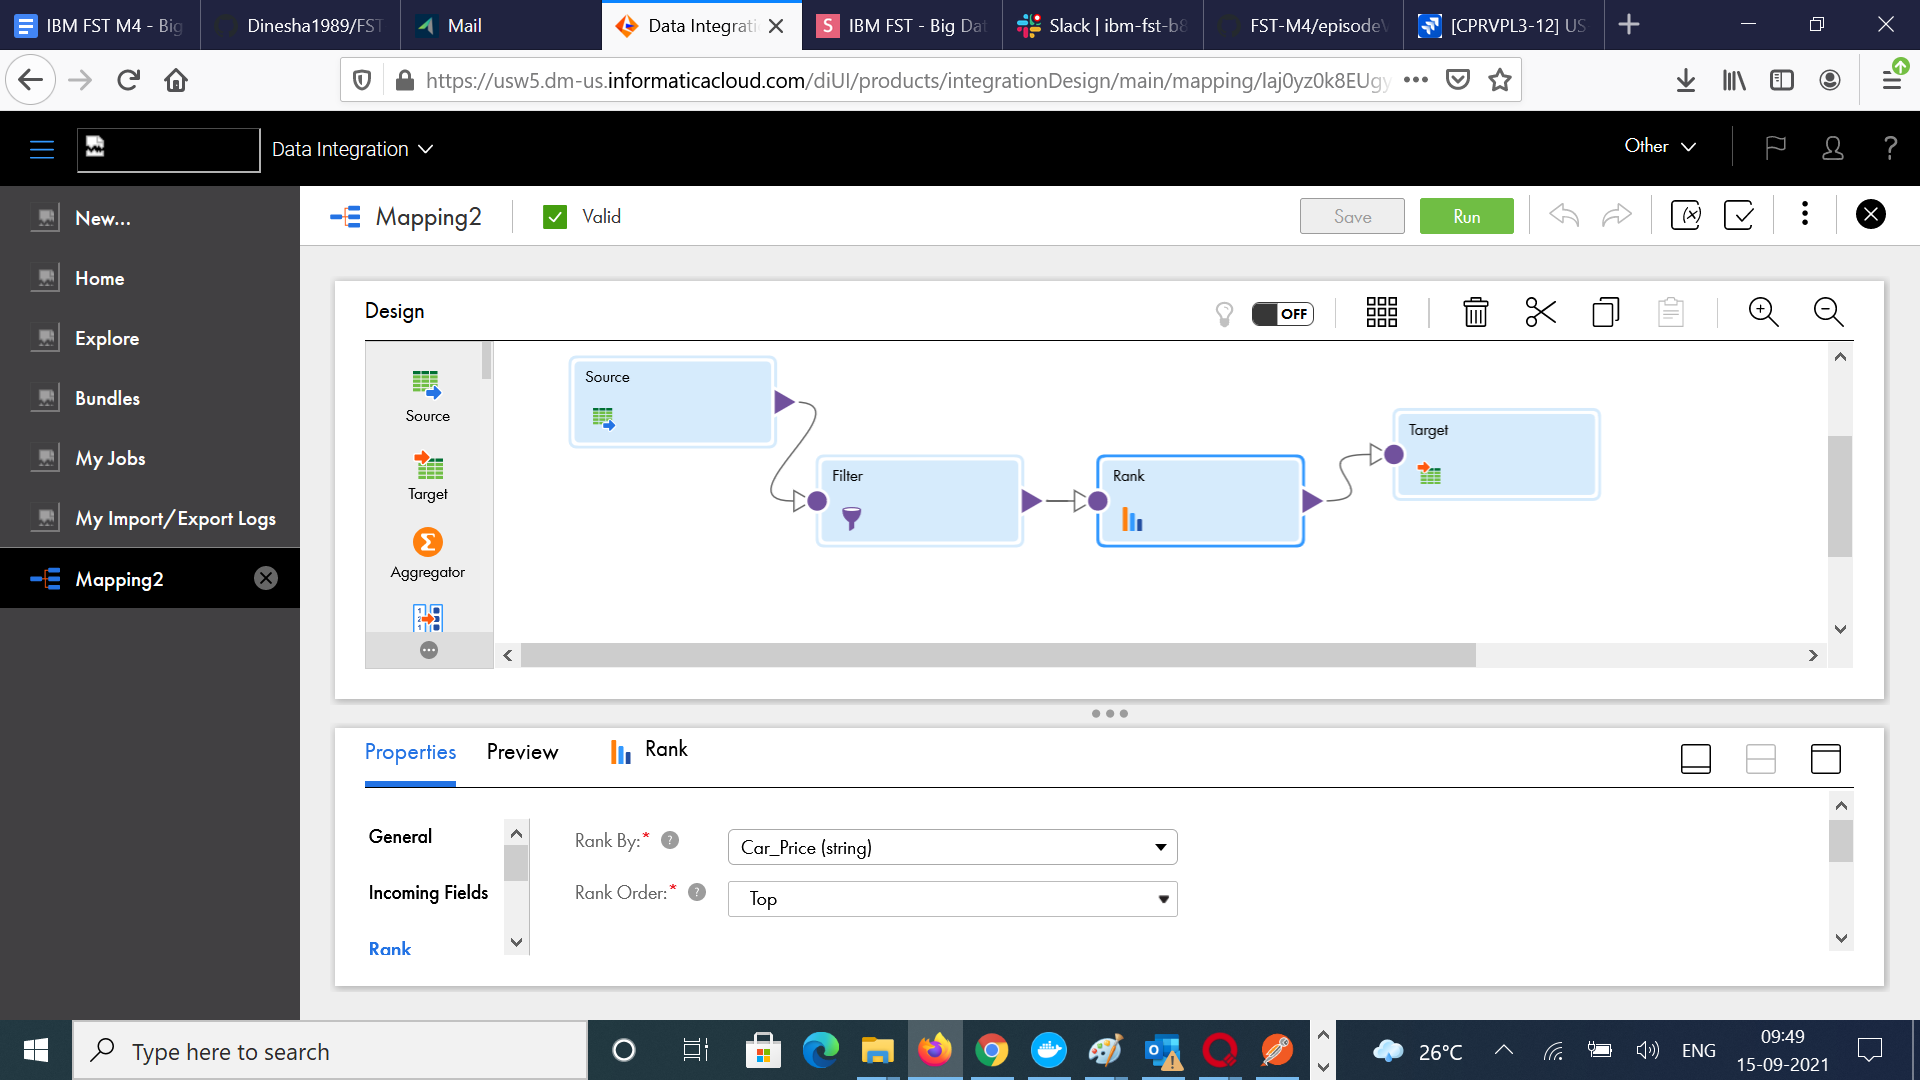 IBM FST M4 - Big
Dinesha1989/FST
Mail
Data Integrati
IBM FST - Big Dat
Slack | ibm-fst-b8
FST-M4/episodeV
[CPRVPL3-12] US
https://usw5.dm-us.informaticacloud.com/diUI/products/integrationDesign/main/mapping/laj0yz0k8EUgy
Data Integration
Other
?
New...
Home
Explore
Bundles
My Jobs
My Import/Export Logs
Mapping2
Mapping2
Valid
Save
Run
Design
OFF
Source
Target
Aggregator
Source
Filter
Rank
Target
Properties
Preview
Rank
General
Incoming Fields
Rank
Rank By:* ?
Car_Price (string)
Rank Order:* ?
Top
Type here to search
26°C
ENG
09:49
15-09-2021